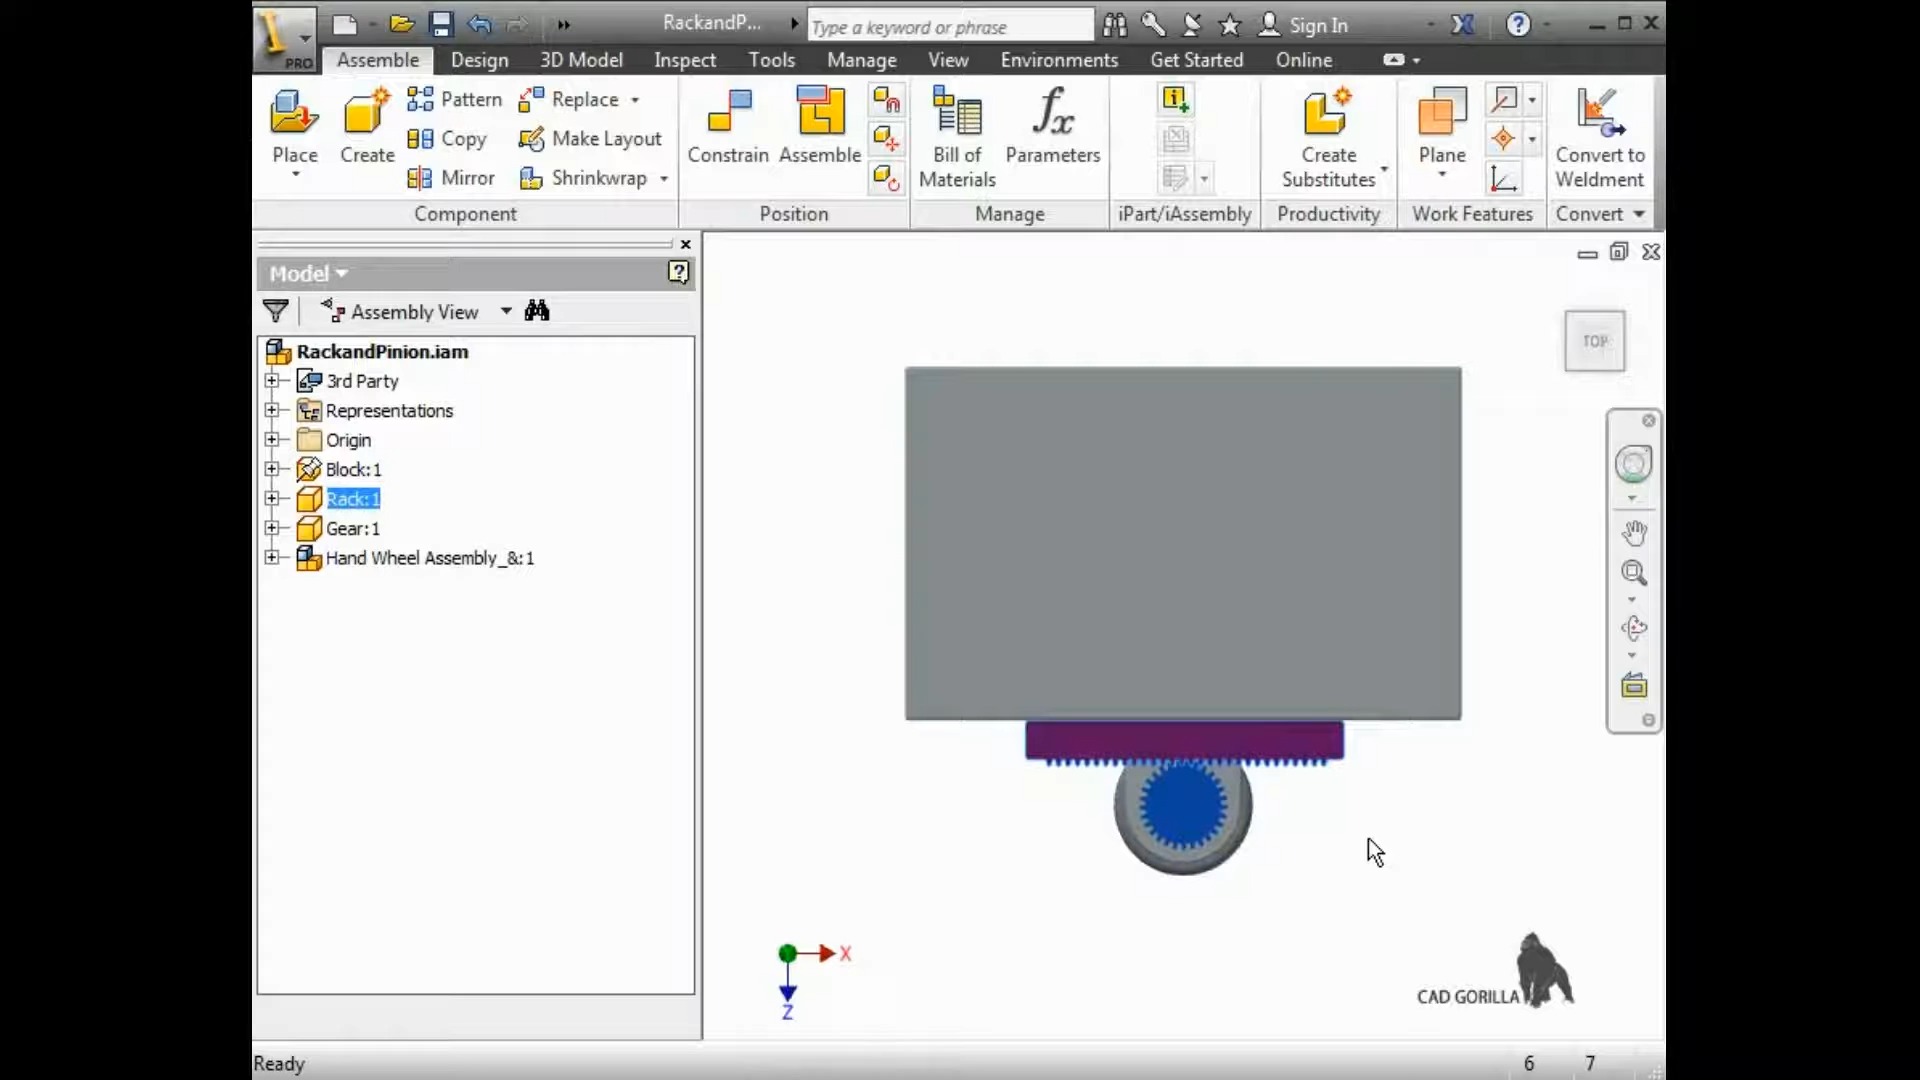 RackandP...
Type a keyword or phrase
Sign In
PRO
Assemble
Design
3D Model
Inspect
Tools
Manage
View
Environments
Get Started
Online
Place
Create
Pattern
Copy
Mirror
Replace
Make Layout
Shrinkwrap
Component
Constrain
Assemble
Position
Bill of
Materials
Parameters
Manage
iPart/iAssembly
Create
Substitutes
Productivity
Plane
Work Features
Convert to
Weldment
Convert
Model
Assembly View
RackandPinion.iam
3rd Party
Representations
Origin
Block:1
Rack:1
Gear:1
Hand Wheel Assembly_&:1
TOP
X
Z
CAD GORILLA
Ready
6
7